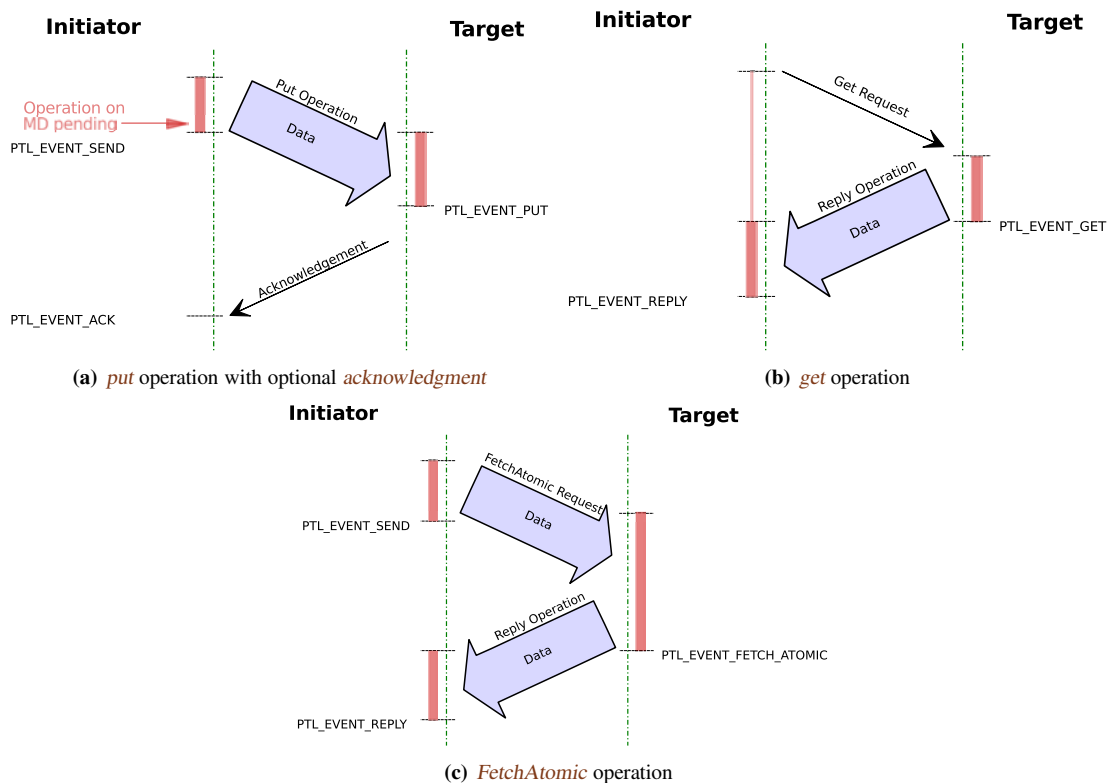 Initiator
Target
Put Operation
Data
Operation on
MD pending
PTL_EVENT_SEND
PTL_EVENT_PUT
Acknowledgement
PTL_EVENT_ACK
(a) put operation with optional acknowledgment
Initiator
Target
Get Request
Reply Operation
Data
PTL_EVENT_GET
PTL_EVENT_REPLY
(b) get operation
Initiator
Target
FetchAtomic Request
Data
PTL_EVENT_SEND
Reply Operation
Data
PTL_EVENT_FETCH_ATOMIC
PTL_EVENT_REPLY
(c) FetchAtomic operation